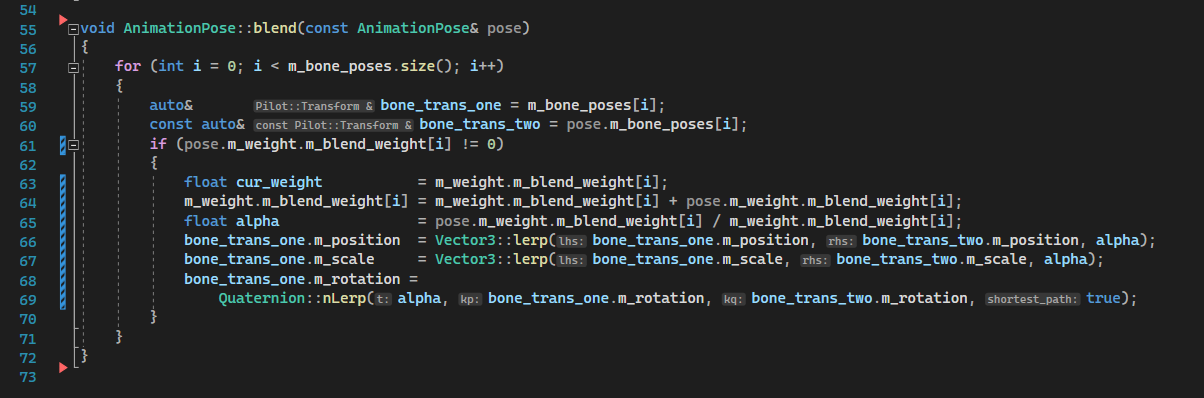 54
55 void AnimationPose::blend(const AnimationPose& pose)
56 {
57 for (int i = 0; i < m_bone_poses.size(); i++)
58 {
59 auto& Pilot::Transform & bone_trans_one = m_bone_poses[i];
60 const auto& const Pilot::Transform & bone_trans_two = pose.m_bone_poses[i];
61 if (pose.m_weight.m_blend_weight[i] != 0)
62 {
63 float cur_weight = m_weight.m_blend_weight[i];
64 m_weight.m_blend_weight[i] = m_weight.m_blend_weight[i] + pose.m_weight.m_blend_weight[i];
65 float alpha = pose.m_weight.m_blend_weight[i] / m_weight.m_blend_weight[i];
66 bone_trans_one.m_position = Vector3::lerp(lhs: bone_trans_one.m_position, rhs: bone_trans_two.m_position, alpha);
67 bone_trans_one.m_scale = Vector3::lerp(lhs: bone_trans_one.m_scale, rhs: bone_trans_two.m_scale, alpha);
68 bone_trans_one.m_rotation =
69 Quaternion::nLerp(t: alpha, kp: bone_trans_one.m_rotation, kq: bone_trans_two.m_rotation, shortest_path: true);
70 }
71 }
72 }
73